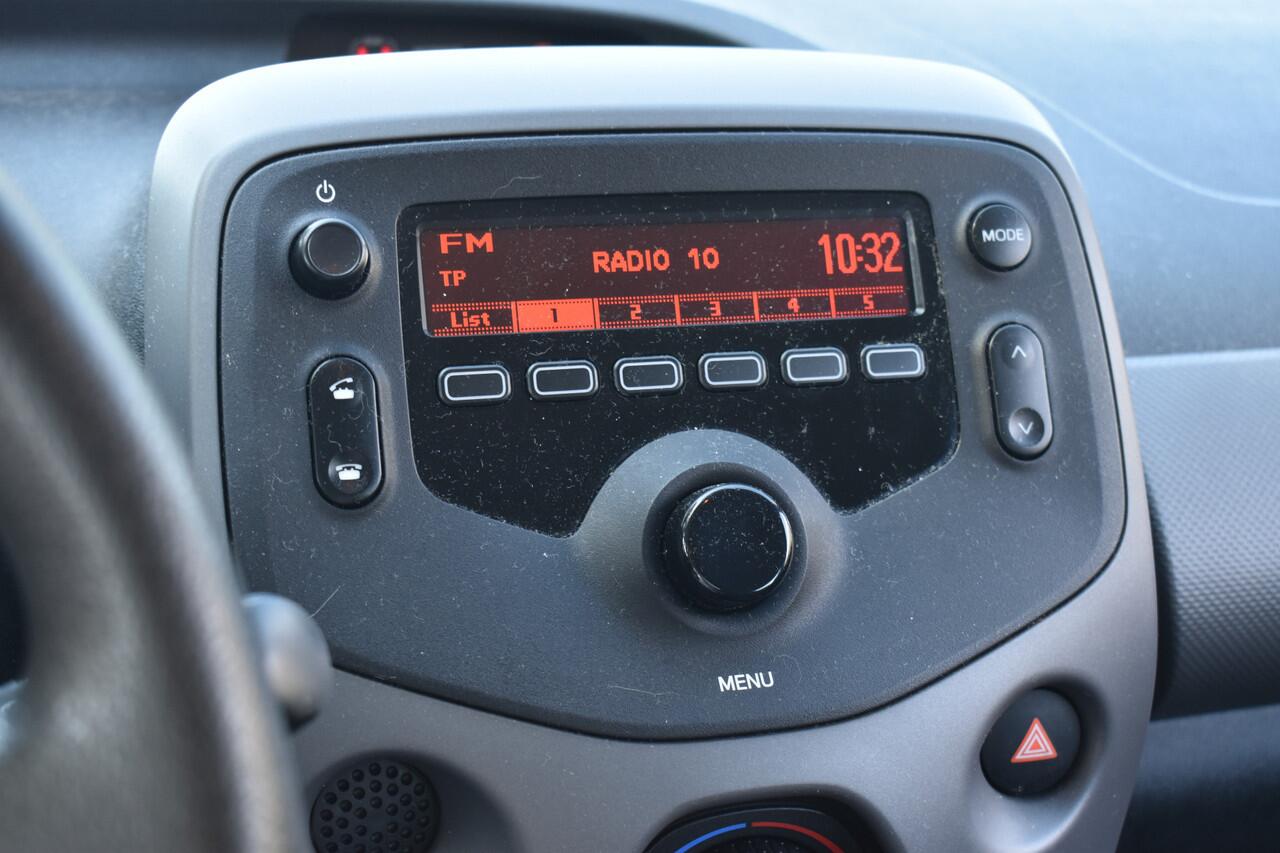 FM
TP
RADIO 10
10:32
List 1 2 3 4 5
MODE
MENU